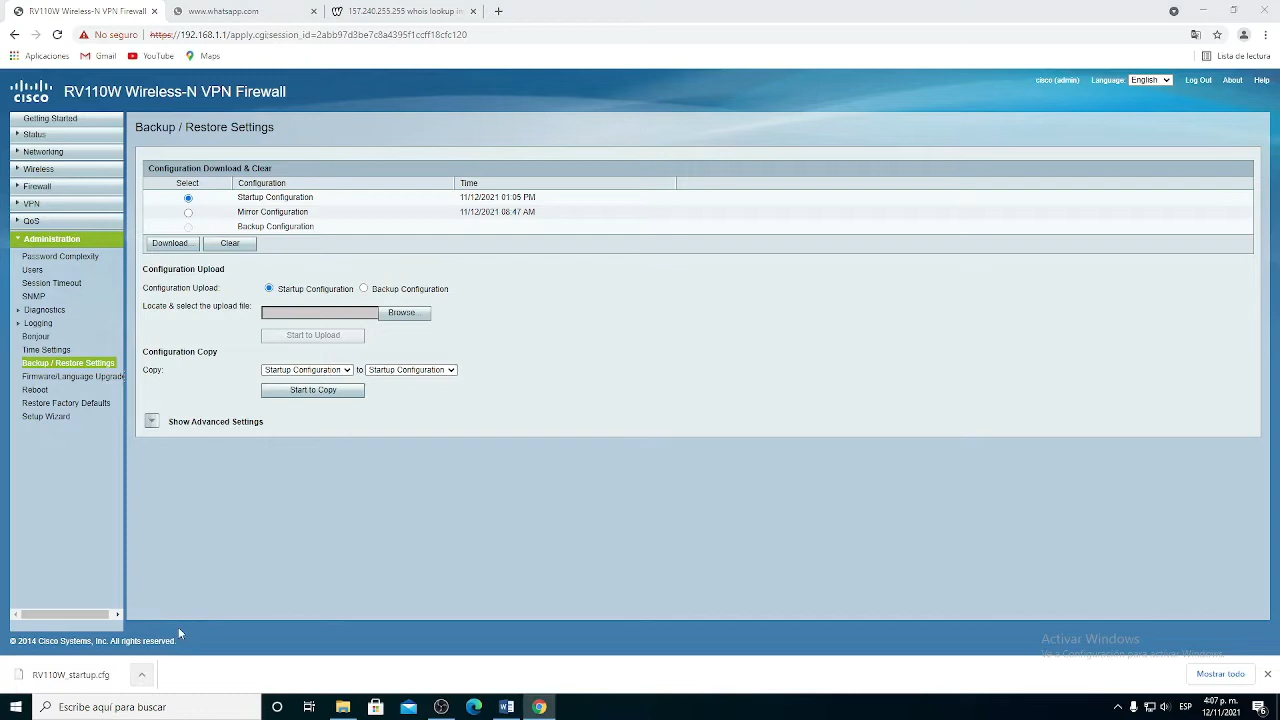 RV110W Wireless-N VPN Firewall
www.whatsapp.com
157.240.255.255 whois lookup in
No seguro
https://192.168.1.1/apply.cgisession_id=2abb97d3be7c8a4395f1ccff18cfc120
Aplicaciones
Gmail
YouTube
Maps
Lista de lectura
cisco (admin) Language: English Log Out About Help
CISCO
RV110W Wireless-N VPN Firewall
Getting Started
Status
Networking
Wireless
Firewall
VPN
QoS
Administration
Password Complexity
Users
Session Timeout
SNMP
Diagnostics
Logging
Bonjour
Time Settings
Backup / Restore Settings
Firmware/Language Upgrade
Reboot
Restore Factory Defaults
Setup Wizard
Backup / Restore Settings
Configuration Download & Clear
Select Configuration Time
Startup Configuration 11/12/2021 01:05 PM
Mirror Configuration 11/12/2021 08:47 AM
Backup Configuration
Download... Clear
Configuration Upload
Configuration Upload: Startup Configuration Backup Configuration
Locate & select the upload file: Browse...
Start to Upload
Configuration Copy
Copy: Startup Configuration to Startup Configuration
Start to Copy
Show Advanced Settings
© 2014 Cisco Systems, Inc. All rights reserved.
Activar Windows
Ve a Configuración para activar Windows.
RV110W_startup.cfg
Mostrar todo
Escribe aquí para buscar
ESP
4:07 p. m.
12/11/2021